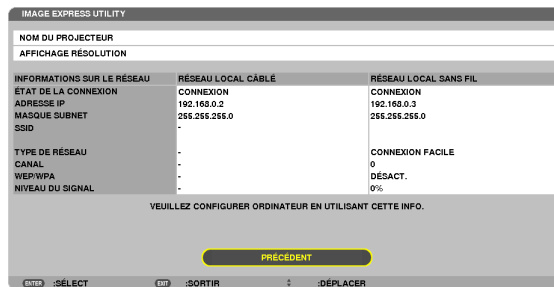 IMAGE EXPRESS UTILITY
NOM DU PROJECTEUR
AFFICHAGE RÉSOLUTION
INFORMATIONS SUR LE RÉSEAU RÉSEAU LOCAL CÂBLÉ RÉSEAU LOCAL SANS FIL
ÉTAT DE LA CONNEXION CONNEXION CONNEXION
ADRESSE IP 192.168.0.2 192.168.0.3
MASQUE SUBNET 255.255.255.0 255.255.255.0
SSID -
TYPE DE RÉSEAU - CONNEXION FACILE
CANAL - 0
WEP/WPA - DÉSACT.
NIVEAU DU SIGNAL - 0%
VEUILLEZ CONFIGURER ORDINATEUR EN UTILISANT CETTE INFO.
PRÉCÉDENT
ENTER :SÉLECT EXIT :SORTIR :DÉPLACER